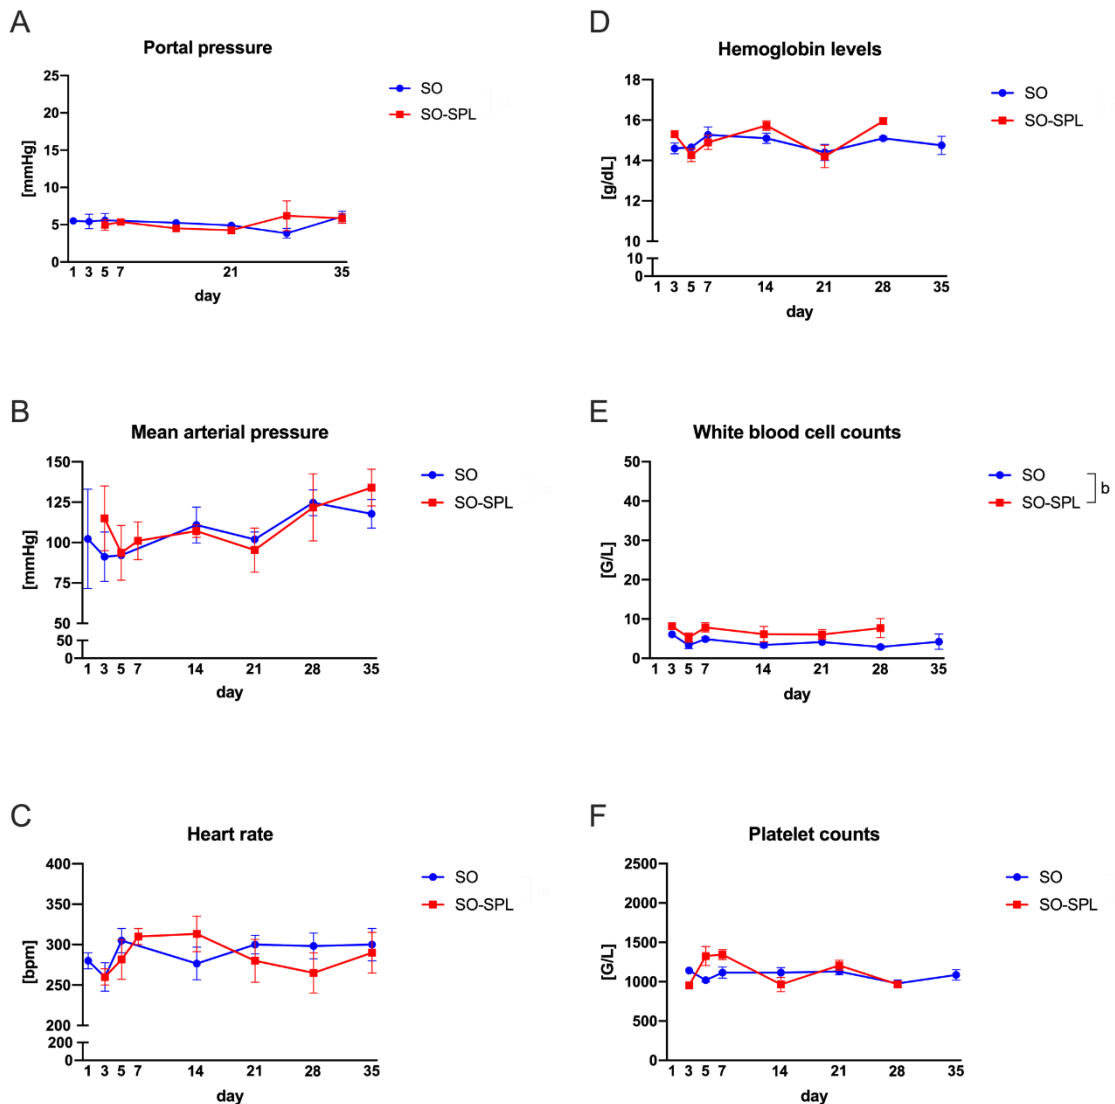 A
Portal pressure
25
20
15
10
5
0
[mmHg]
1 3 5 7 21 35
day
SO
SO-SPL
B
Mean arterial pressure
150
125
100
75
50
50
0
[mmHg]
1 3 5 7 14 21 28 35
day
SO
SO-SPL
C
Heart rate
400
350
300
250
200
200
0
[bpm]
1 3 5 7 14 21 28 35
day
SO
SO-SPL
D
Hemoglobin levels
18
16
14
12
10
10
0
[g/dL]
1 3 5 7 14 21 28 35
day
SO
SO-SPL
E
White blood cell counts
50
40
30
20
10
0
[G/L]
1 3 5 7 14 21 28 35
day
SO
SO-SPL
b
F
Platelet counts
2500
2000
1500
1000
500
0
[G/L]
1 3 5 7 14 21 28 35
day
SO
SO-SPL